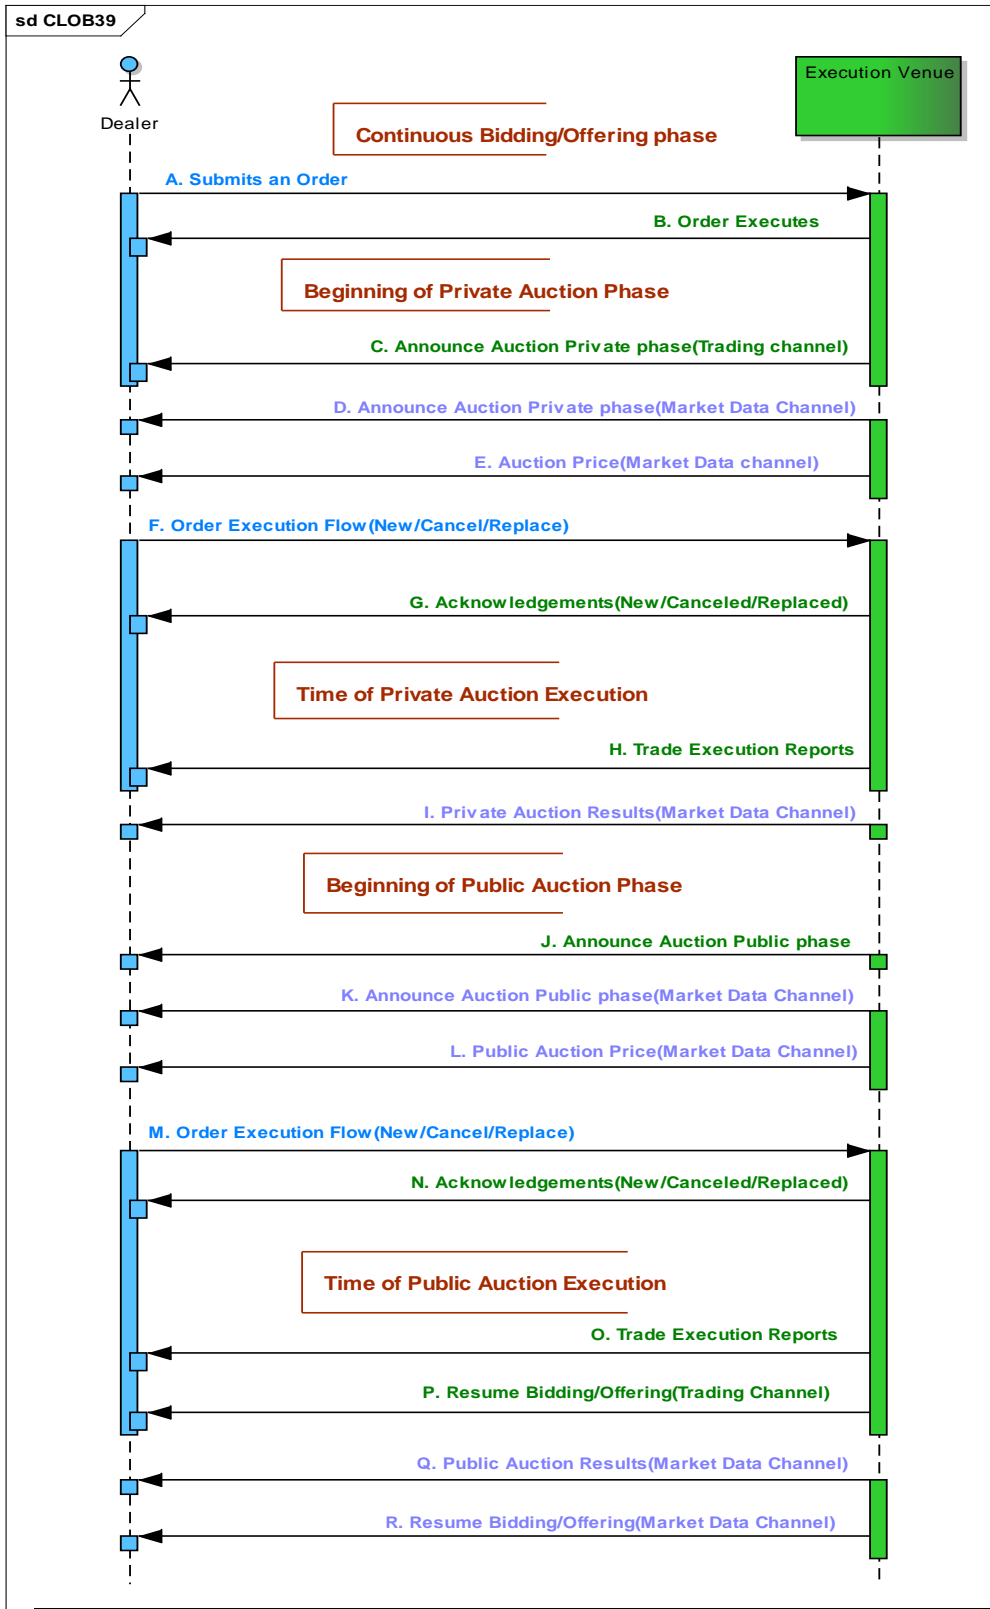 sd CLOB39
Execution Venue
Dealer
Continuous Bidding/Offering phase
A. Submits an Order
B. Order Executes
Beginning of Private Auction Phase
C. Announce Auction Private phase(Trading channel)
D. Announce Auction Private phase(Market Data Channel)
E. Auction Price(Market Data channel)
F. Order Execution Flow(New/Cancel/Replace)
G. Acknowledgements(New/Canceled/Replaced)
Time of Private Auction Execution
H. Trade Execution Reports
I. Private Auction Results(Market Data Channel)
Beginning of Public Auction Phase
J. Announce Auction Public phase
K. Announce Auction Public phase(Market Data Channel)
L. Public Auction Price(Market Data Channel)
M. Order Execution Flow(New/Cancel/Replace)
N. Acknowledgements(New/Canceled/Replaced)
Time of Public Auction Execution
O. Trade Execution Reports
P. Resume Bidding/Offering(Trading Channel)
Q. Public Auction Results(Market Data Channel)
R. Resume Bidding/Offering(Market Data Channel)